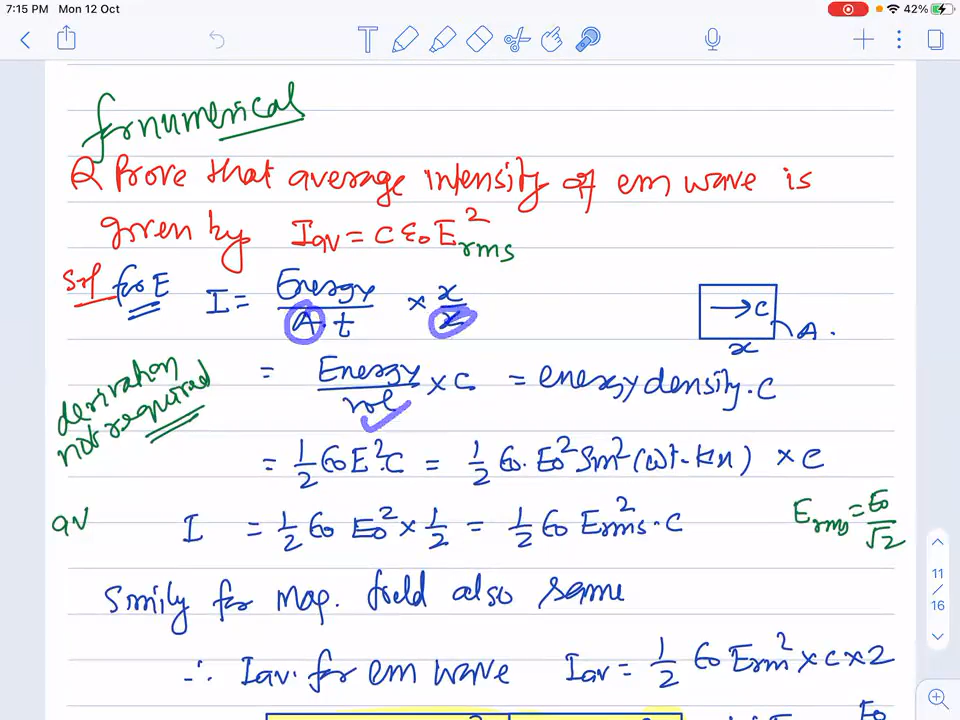 7:15 PM Mon 12 Oct
42%
for numerical
Q Prove that average intensity of em wave is
given by Iav = c ε₀ E²rms
Sol for E I = Energy / A.t × x/x
→ C
A.
x
= Energy / vol × C = energy density . C
derivation
not required
= 1/2 ε₀ E² . C = 1/2 ε₀ . E₀² Sin² (ωt - kx) × C
av I = 1/2 ε₀ E₀² × 1/2 = 1/2 ε₀ Erms² . C
Erms = E₀ / √2
Simily for mag. field also same
∴ Iav. for em wave Iav = 1/2 ε₀ Erm² × C × 2
11
/
16
E₀